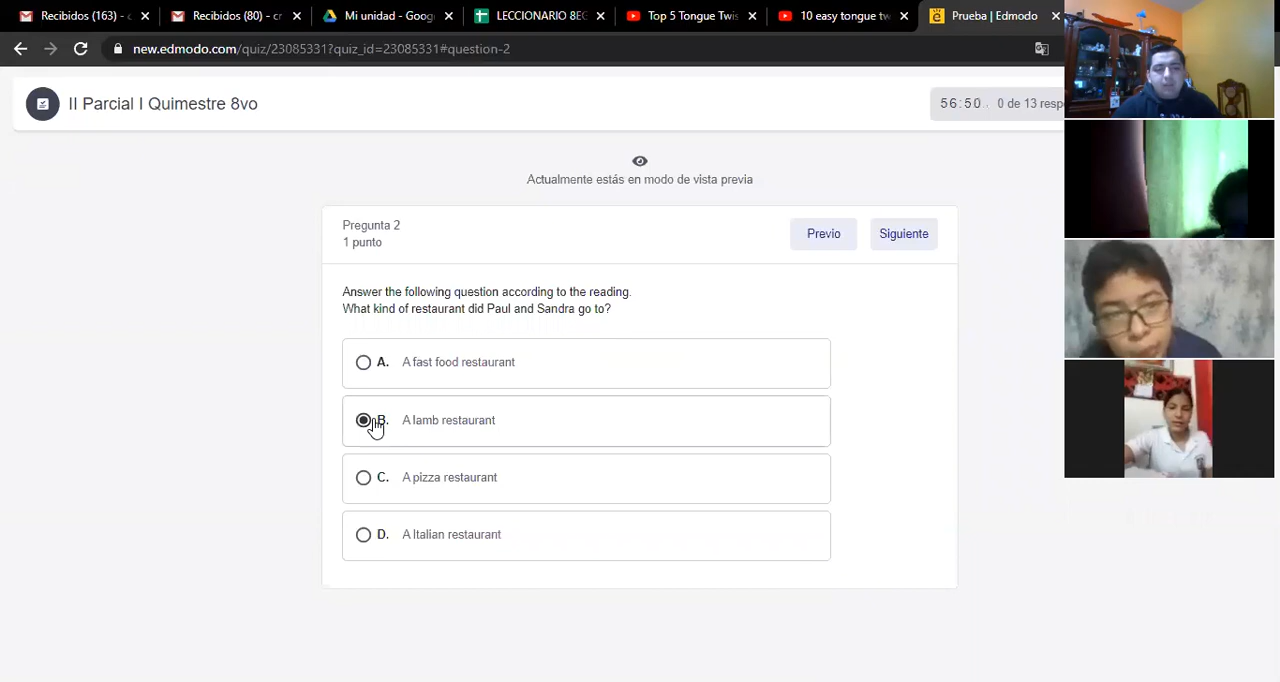 Recibidos (163) - c
Recibidos (80) - cr
Mi unidad - Goog
LECCIONARIO 8EG
Top 5 Tongue Twis
10 easy tongue tw
Prueba | Edmodo
new.edmodo.com/quiz/23085331?quiz_id=23085331#question-2
II Parcial I Quimestre 8vo
56:50
0 de 13 resp
Actualmente estás en modo de vista previa
Pregunta 2
1 punto
Previo
Siguiente
Answer the following question according to the reading.
What kind of restaurant did Paul and Sandra go to?
A. A fast food restaurant
B. A lamb restaurant
C. A pizza restaurant
D. A Italian restaurant